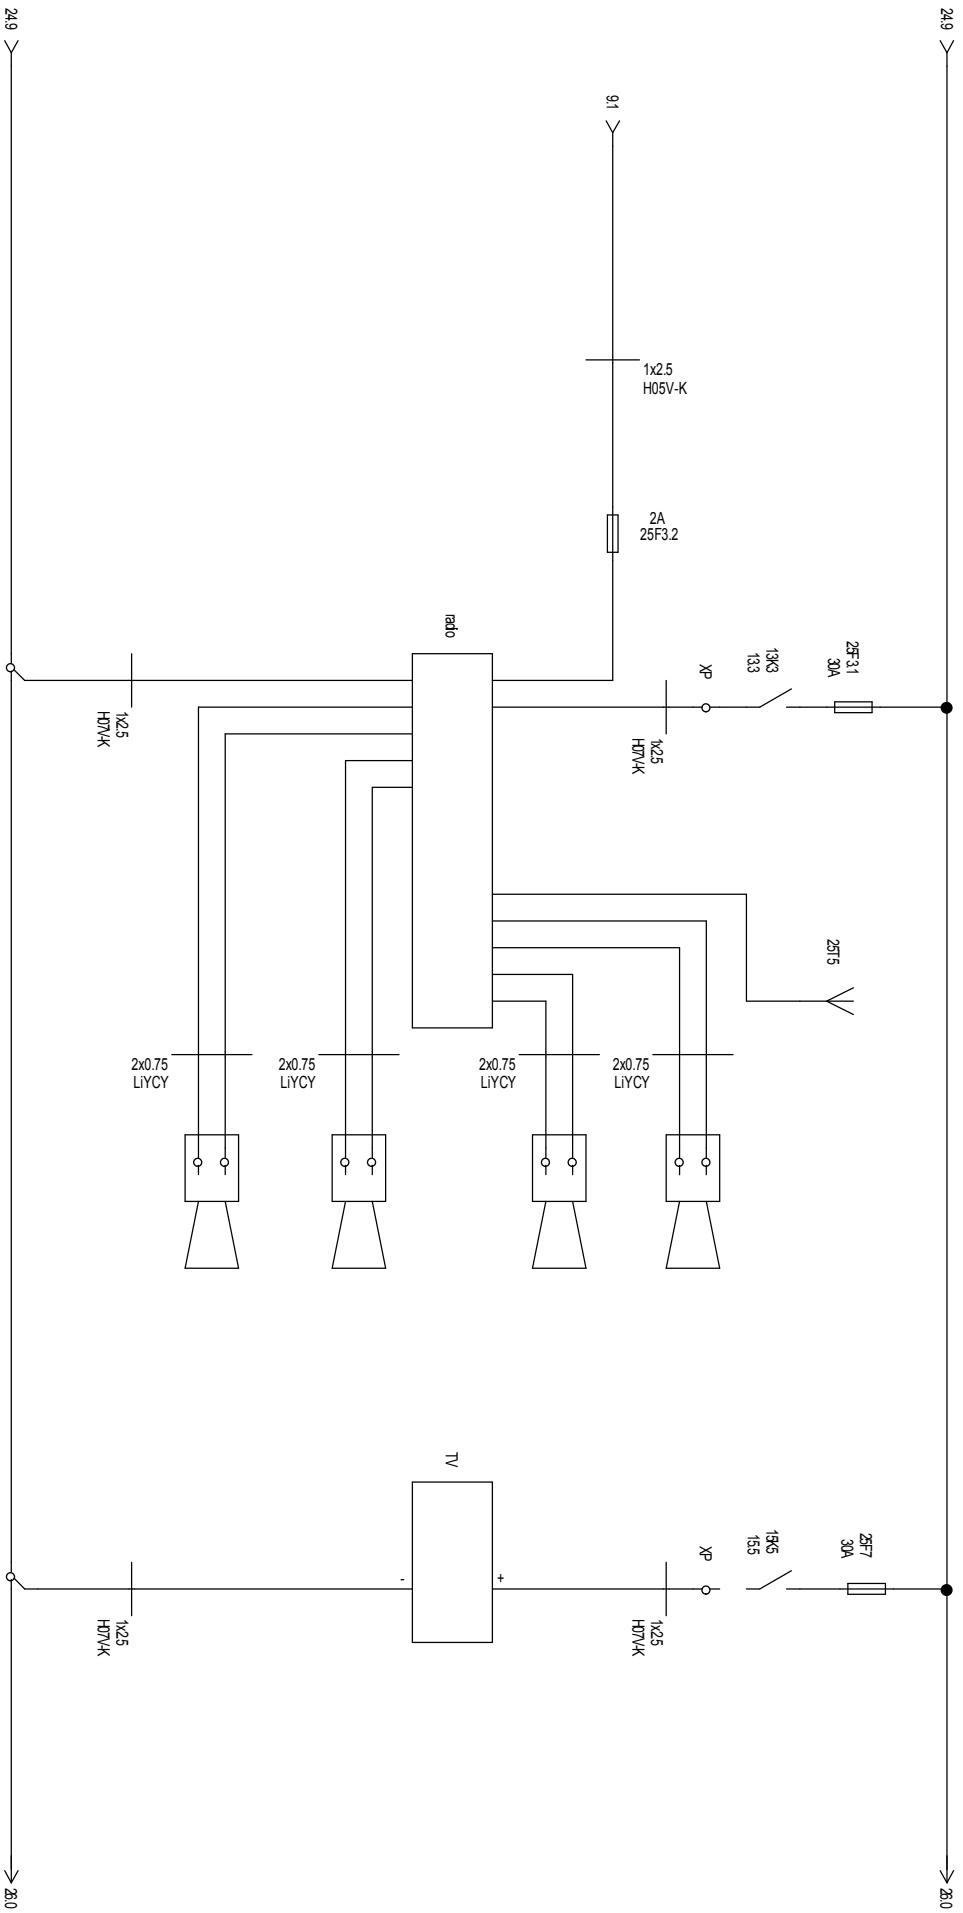 24.9
24.9
9.1
1x2.5
H05V-K
2A
25F3.2
radio
25F3.1
30A
13K3
13.3
XP
1x2.5
H07V-K
1x2.5
H07V-K
25T5
2x0.75
LiYCY
2x0.75
LiYCY
2x0.75
LiYCY
2x0.75
LiYCY
TV
25F7
30A
15K5
15.5
XP
-
+
1x2.5
H07V-K
1x2.5
H07V-K
26.0
26.0